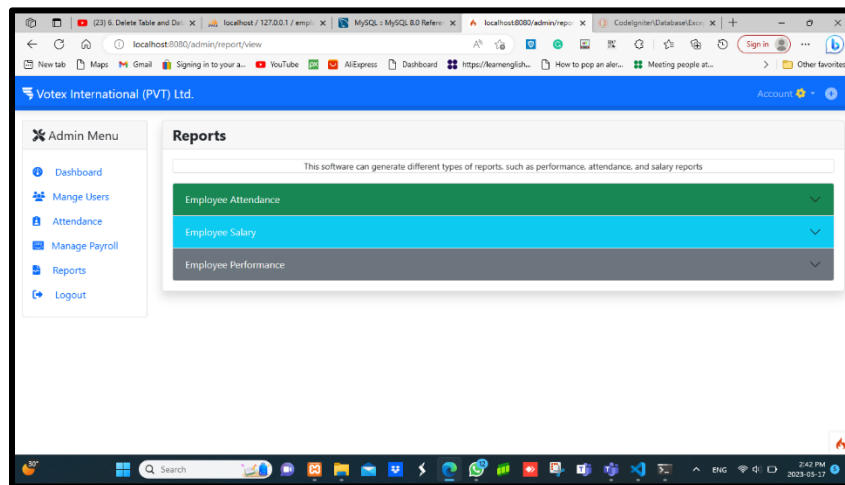 (23) 6. Delete Table and Dat
localhost / 127.0.0.1 / empl
MySQL :: MySQL 8.0 Referen
localhost:8080/admin/repor
CodeIgniter\Database\Exce
localhost:8080/admin/report/view
Sign in
New tab Maps Gmail Signing in to your a... YouTube AliExpress Dashboard https://learnenglish... How to pop an aler... Meeting people at... Other favorites
Votex International (PVT) Ltd.
Account
Admin Menu
Dashboard
Mange Users
Attendance
Manage Payroll
Reports
Logout
Reports
This software can generate different types of reports, such as performance, attendance, and salary reports
Employee Attendance
Employee Salary
Employee Performance
30°
Search
ENG
2:42 PM
2023-05-17